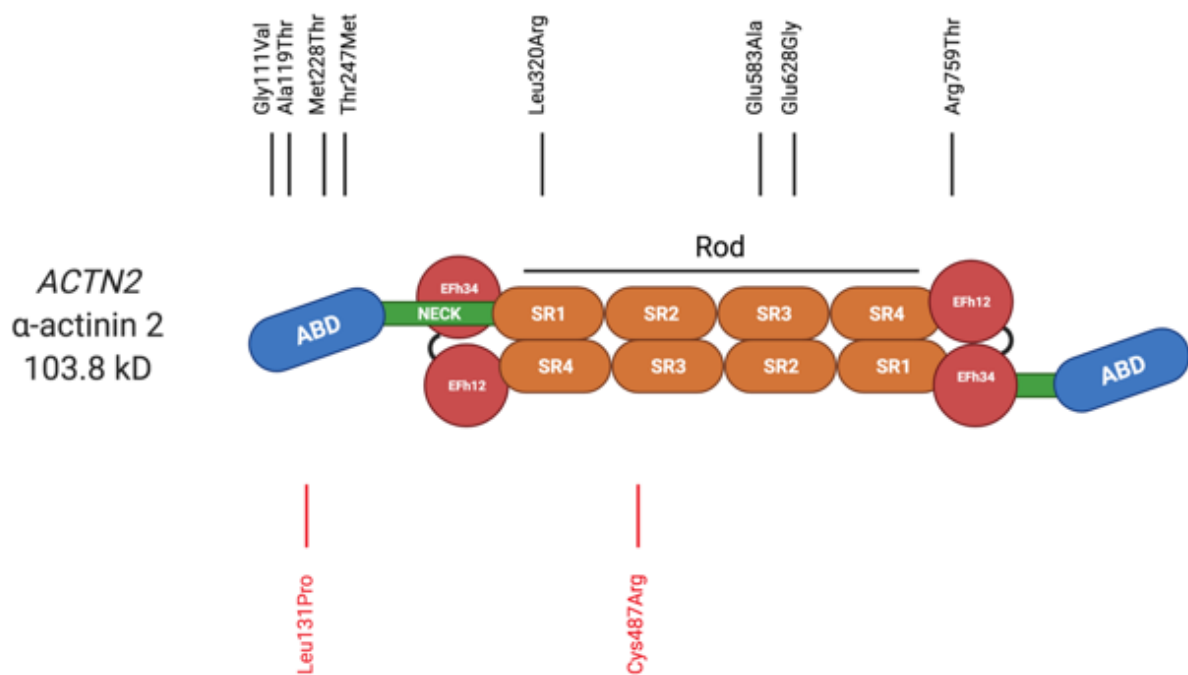 Gly111Val
Ala119Thr
Met228Thr
Thr247Met
Leu320Arg
Glu583Ala
Glu628Gly
Arg759Thr
Rod
ACTN2
α-actinin 2
103.8 kD
ABD
NECK
EFh34
SR1
SR2
SR3
SR4
EFh12
EFh12
SR4
SR3
SR2
SR1
EFh34
ABD
Leu131Pro
Cys487Arg